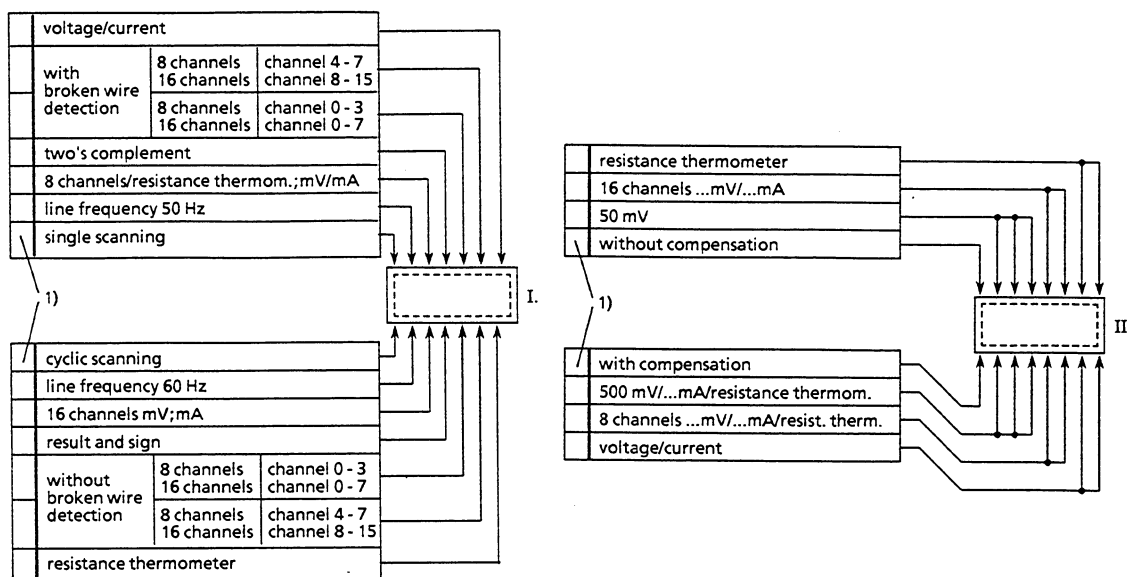 voltage/current
with
broken wire
detection
8 channels
16 channels
channel 4 - 7
channel 8 - 15
8 channels
16 channels
channel 0 - 3
channel 0 - 7
two's complement
8 channels/resistance thermom.;mV/mA
line frequency 50 Hz
single scanning
1)
I.
cyclic scanning
line frequency 60 Hz
16 channels mV;mA
result and sign
without
broken wire
detection
8 channels
16 channels
channel 0 - 3
channel 0 - 7
8 channels
16 channels
channel 4 - 7
channel 8 - 15
resistance thermometer
resistance thermometer
16 channels ...mV/...mA
50 mV
without compensation
1)
II
with compensation
500 mV/...mA/resistance thermom.
8 channels ...mV/...mA/resist. therm.
voltage/current